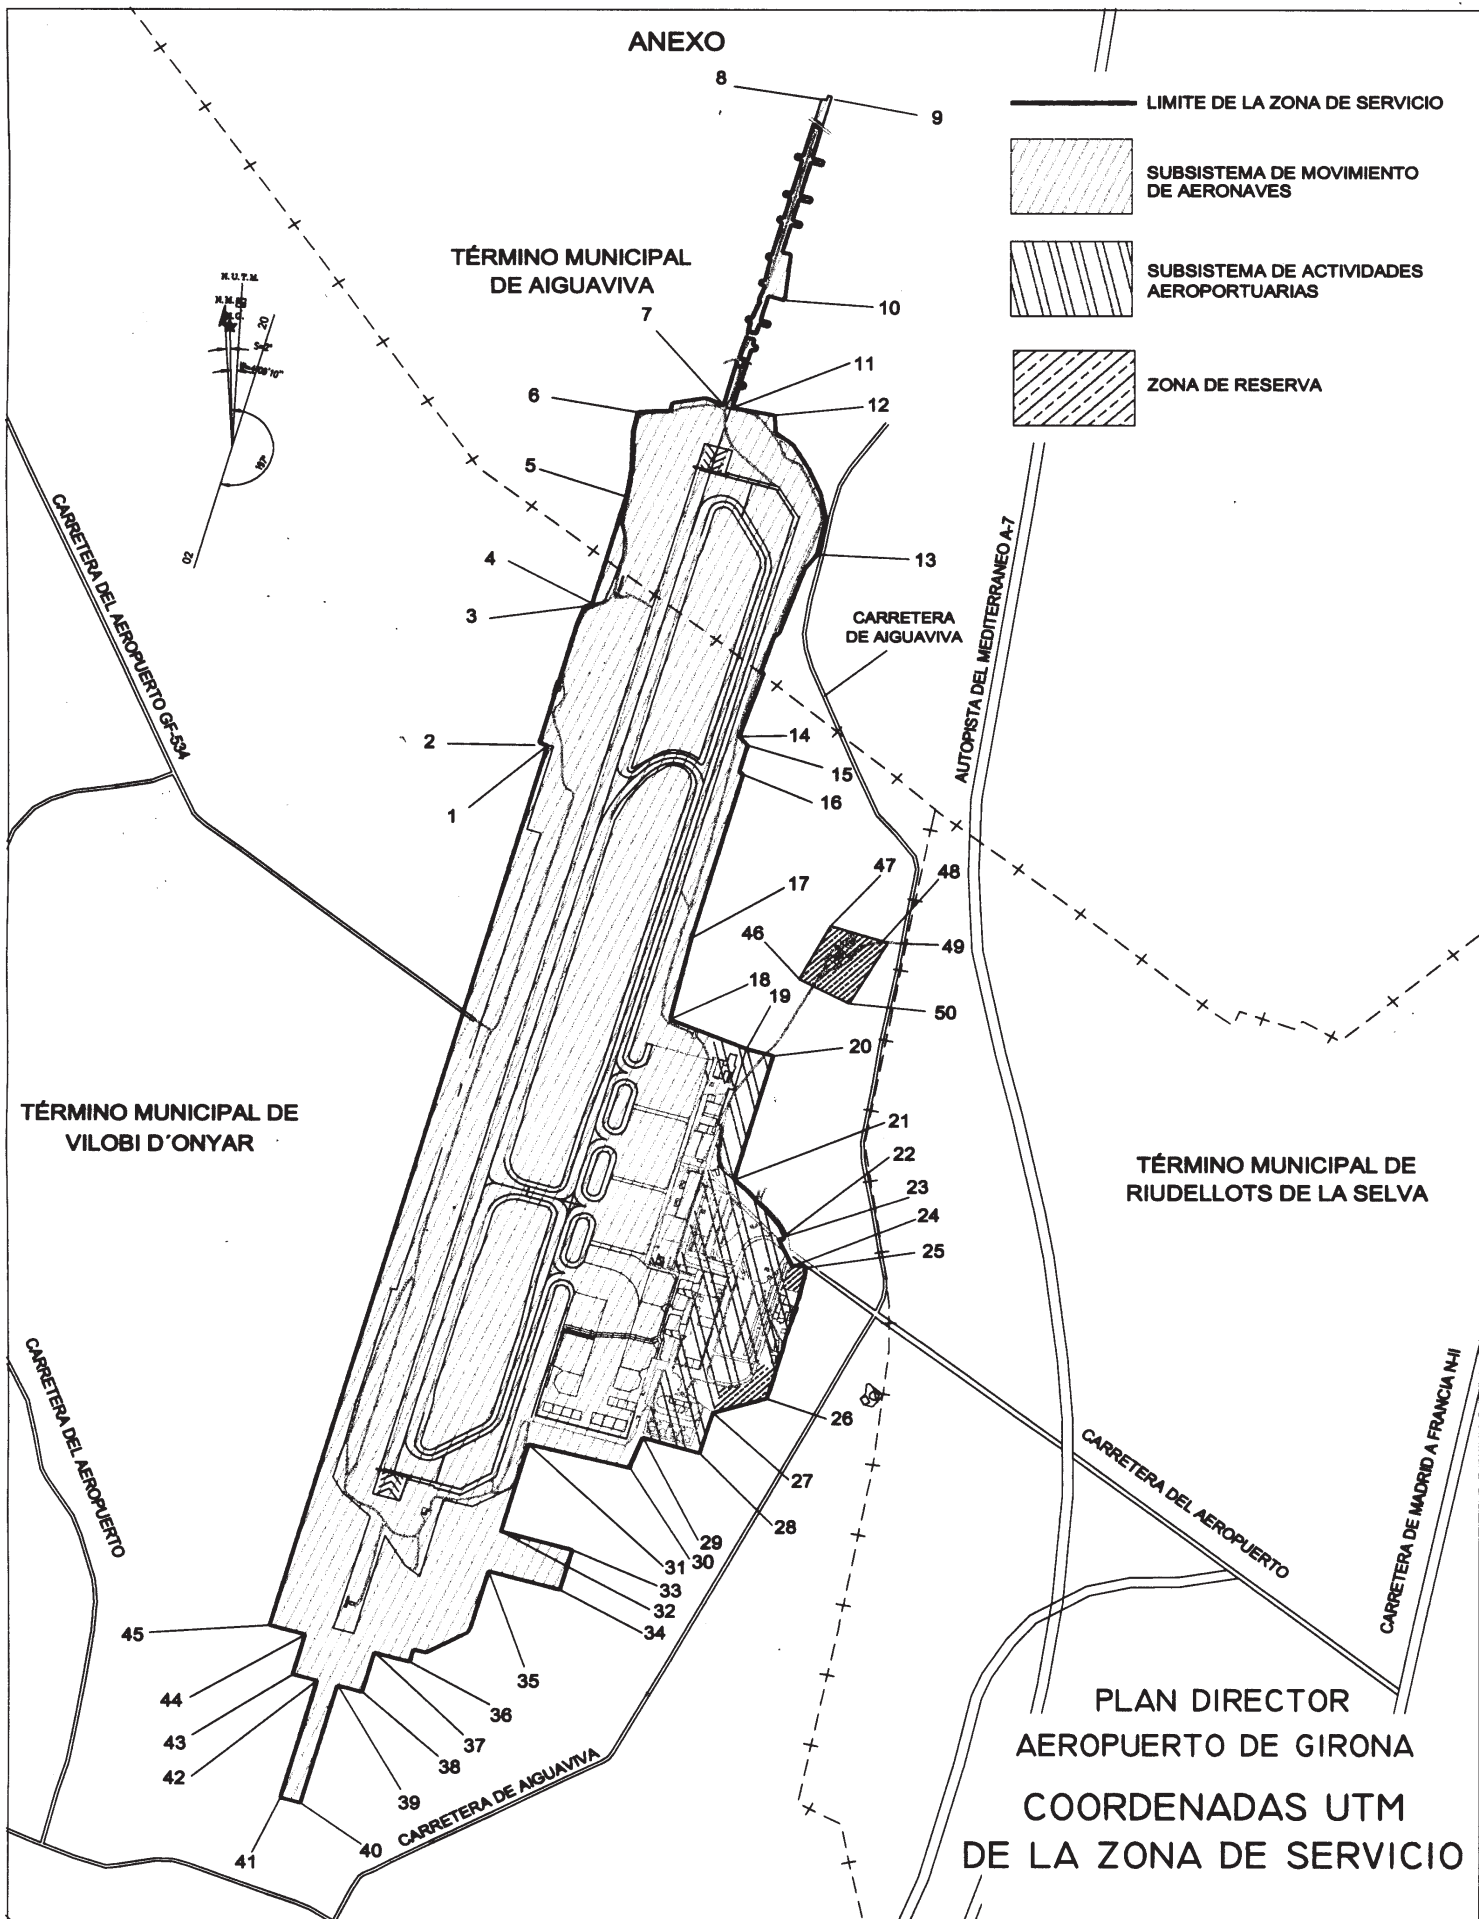 ANEXO
8
9
LIMITE DE LA ZONA DE SERVICIO
SUBSISTEMA DE MOVIMIENTO
DE AERONAVES
SUBSISTEMA DE ACTIVIDADES
AEROPORTUARIAS
ZONA DE RESERVA
TÉRMINO MUNICIPAL
DE AIGUAVIVA
N.U.T.M.
N.M.
20
02
197º
7
10
11
6
12
5
4
3
13
CARRETERA
DE AIGUAVIVA
AUTOPISTA DEL MEDITERRANEO A-7
CARRETERA DEL AEROPUERTO GF-534
2
1
14
15
16
17
47
48
46
49
18
19
50
20
TÉRMINO MUNICIPAL DE
VILOBI D´ONYAR
21
22
23
24
25
TÉRMINO MUNICIPAL DE
RIUDELLOTS DE LA SELVA
CARRETERA DEL AEROPUERTO
26
27
28
29
30
31
33
32
34
35
36
37
38
39
40
41
42
43
44
45
CARRETERA DEL AEROPUERTO
CARRETERA DE MADRID A FRANCIA N-II
CARRETERA DE AIGUAVIVA
PLAN DIRECTOR
AEROPUERTO DE GIRONA
COORDENADAS UTM
DE LA ZONA DE SERVICIO